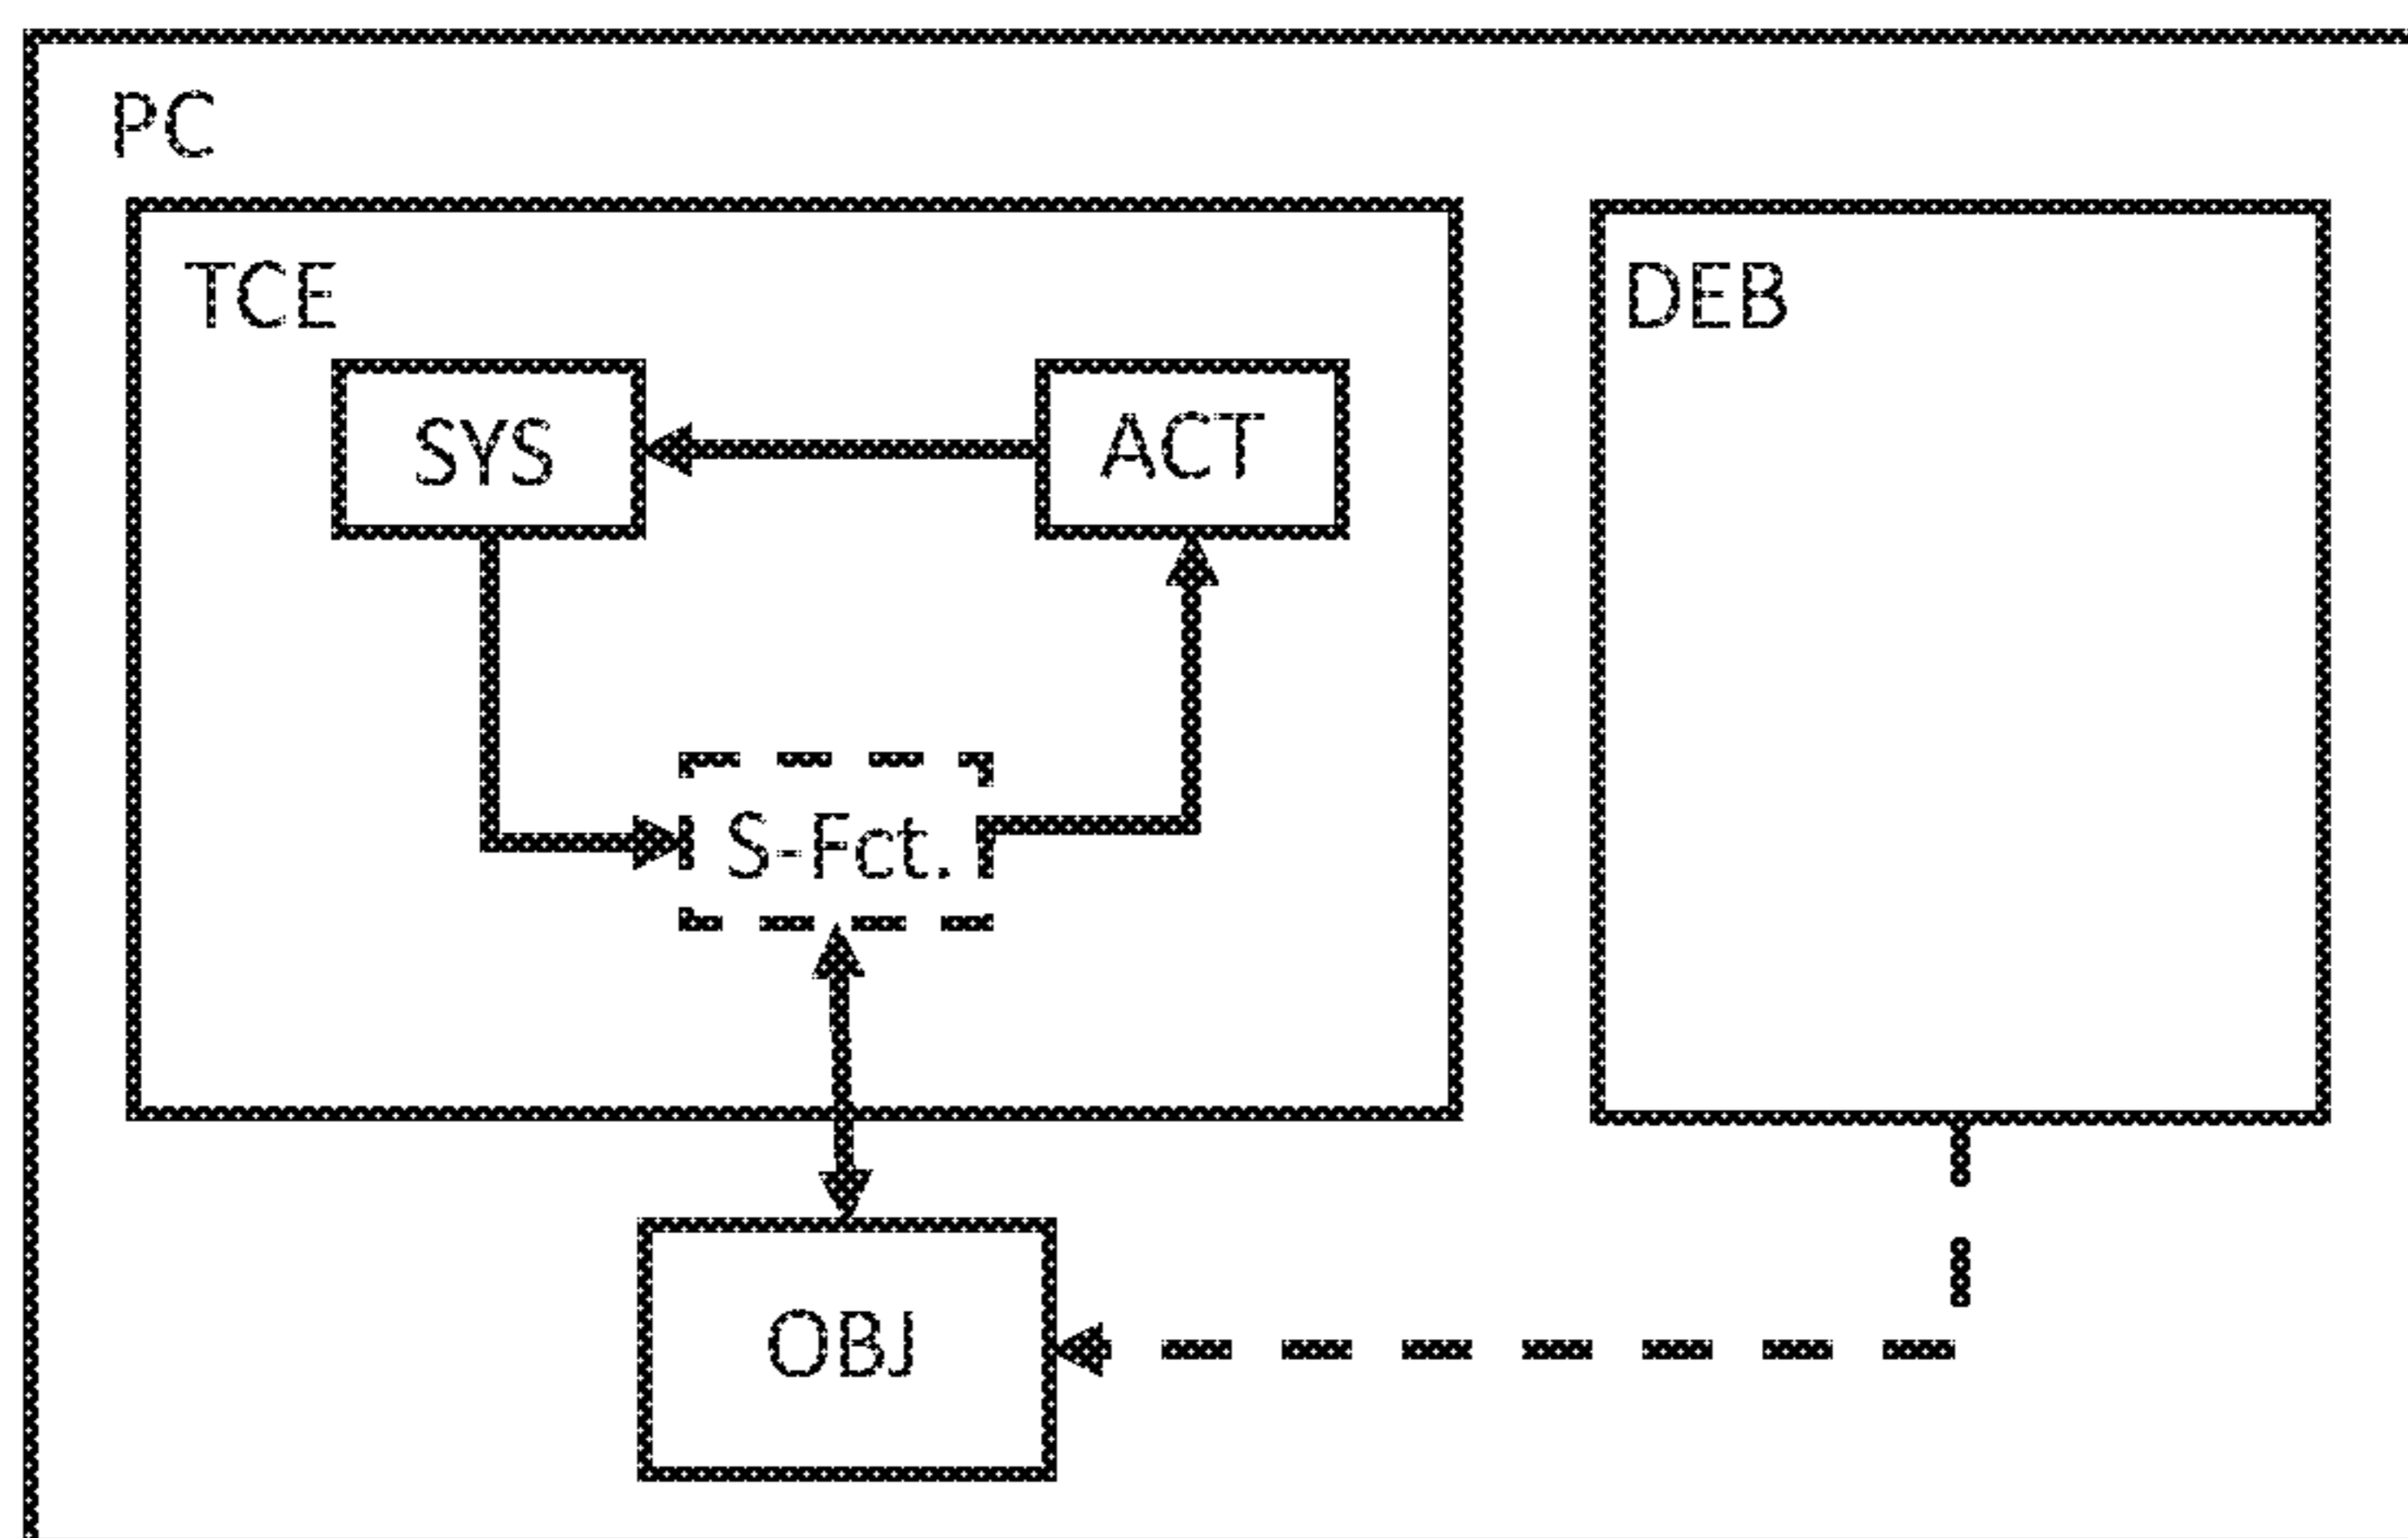 PC
TCE
DEB
SYS
ACT
S-Fct.
OBJ